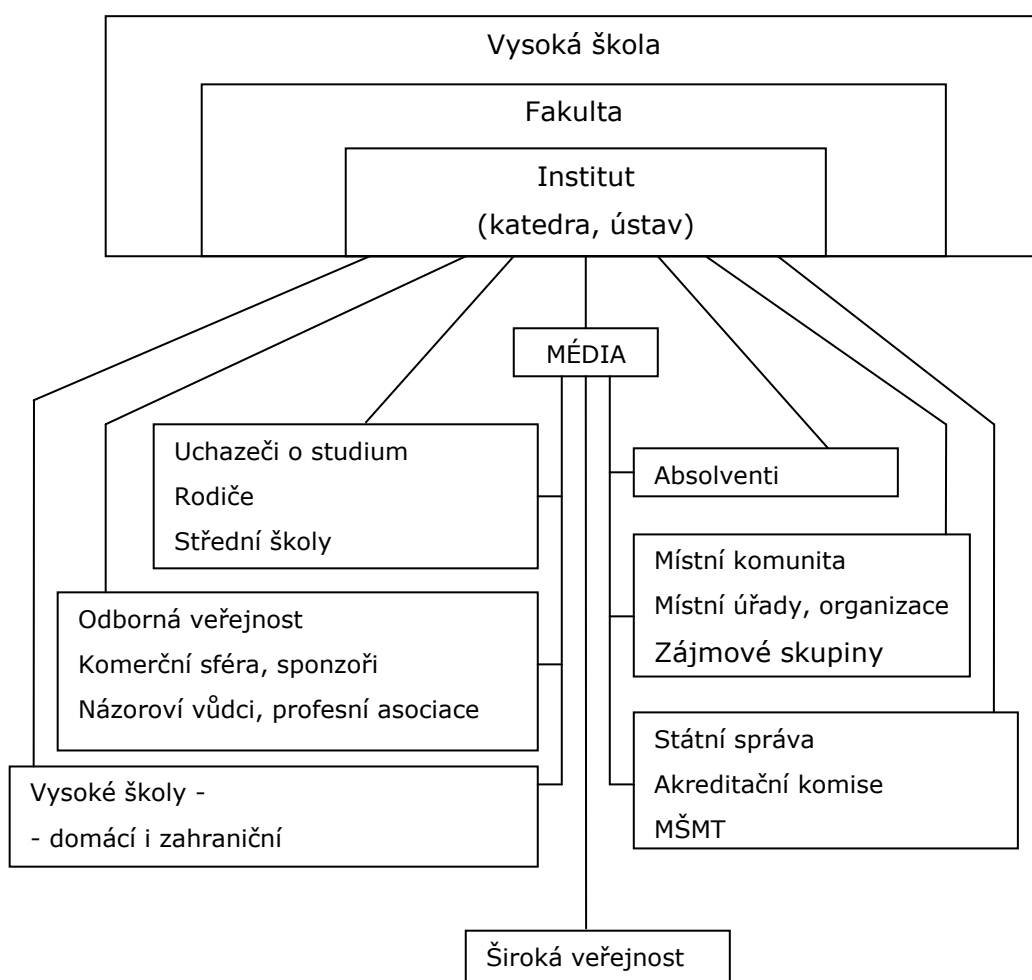 Vysoká škola
Fakulta
Institut
(katedra, ústav)
MÉDIA
Uchazeči o studium
Rodiče
Střední školy
Absolventi
Místní komunita
Místní úřady, organizace
Zájmové skupiny
Odborná veřejnost
Komerční sféra, sponzoři
Názoroví vůdci, profesní asociace
Státní správa
Akreditační komise
MŠMT
Vysoké školy -
- domácí i zahraniční
Široká veřejnost